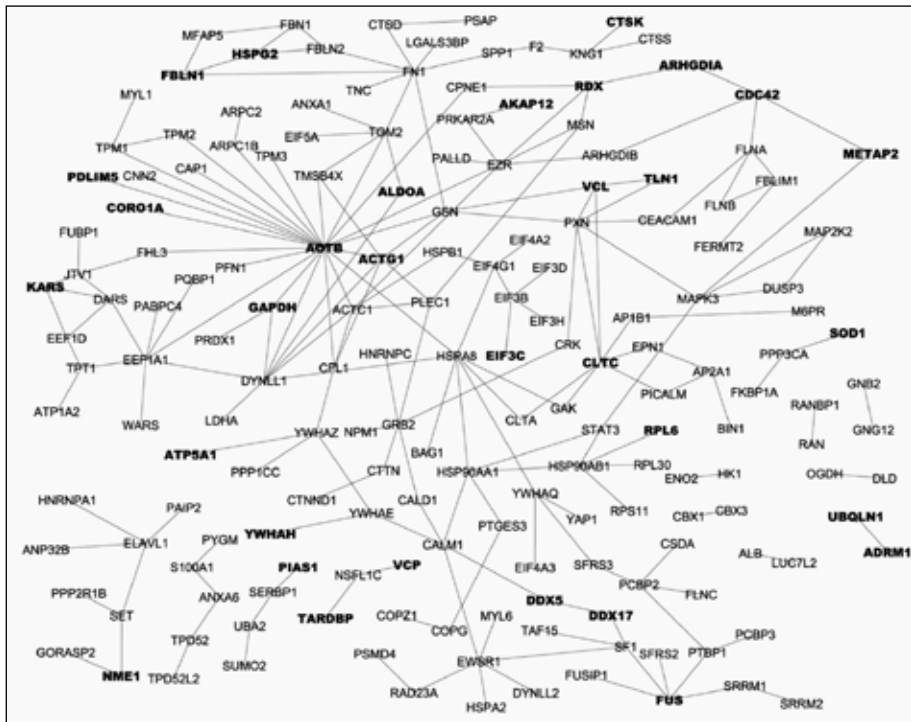 CTSD PSAP
FBN1 CTSK
MFAP5 LGALS3BP
F2 CTSS
HSPG2 FBLN2 SPP1 KNG1
FBLN1 FN1 ARHGDIA
TNC CPNE1 RDX CDC42
MYL1 ANXA1 AKAP12
ARPC2 PRKAR2A MSN
TPM2 EIF5A TGM2
TPM1 ARPC1B FLNA
CAP1 TPM3 PALLD EZR ARHGDIB METAP2
PDLIM5 CNN2 TMSB4X TLN1 FBLIM1
ALDOA VCL
CORO1A GSN FLNB
PXN CEACAM1
FUBP1 MAP2K2
FHL3 ACTB EIF4A2 FERMT2
JTV1 PFN1 ACTG1 HSPB1 EIF4G1 EIF3D
KARS PQBP1 DUSP3
DARS PABPC4 GAPDH ACTC1 PLEC1 EIF3B MAPK3
EIF3H AP1B1 M6PR
EEF1D PRDX1
CRK SOD1
EEF1A1 HNRNPC HSPA8 EIF3C EPN1 PPP3CA
TPT1 CFL1 CLTC
DYNLL1 AP2A1
GNB2
FKBP1A
PICALM
ATP1A2 LDHA GAK RANBP1
WARS CLTA GNG12
YWHAZ NPM1 GRB2 STAT3 BIN1
RPL6
ATP5A1 BAG1 RAN
PPP1CC CTTN HSP90AA1 HSP90AB1 RPL30
ENO2 HK1 OGDH DLD
CTNND1 CALD1 YWHAQ
HNRNPA1 PAIP2 RPS11
YWHAE PTGES3 YAP1 CBX1 CBX3 UBQLN1
YWHAH
ANP32B ELAVL1 PYGM CALM1 CSDA
S100A1 PIAS1 VCP EIF4A3 SFRS3 ALB LUC7L2 ADRM1
NSFL1C PCBP2
PPP2R1B ANXA6 SERBP1 FLNC
SET TARDBP COPZ1 MYL6 DDX5 DDX17
UBA2
TPD52 COPG TAF15 PCBP3
GORASP2 SUMO2 PSMD4 EWSR1 SF1 SFRS2 PTBP1
NME1 TPD52L2 FUSIP1 SRRM1
RAD23A DYNLL2
HSPA2 FUS SRRM2